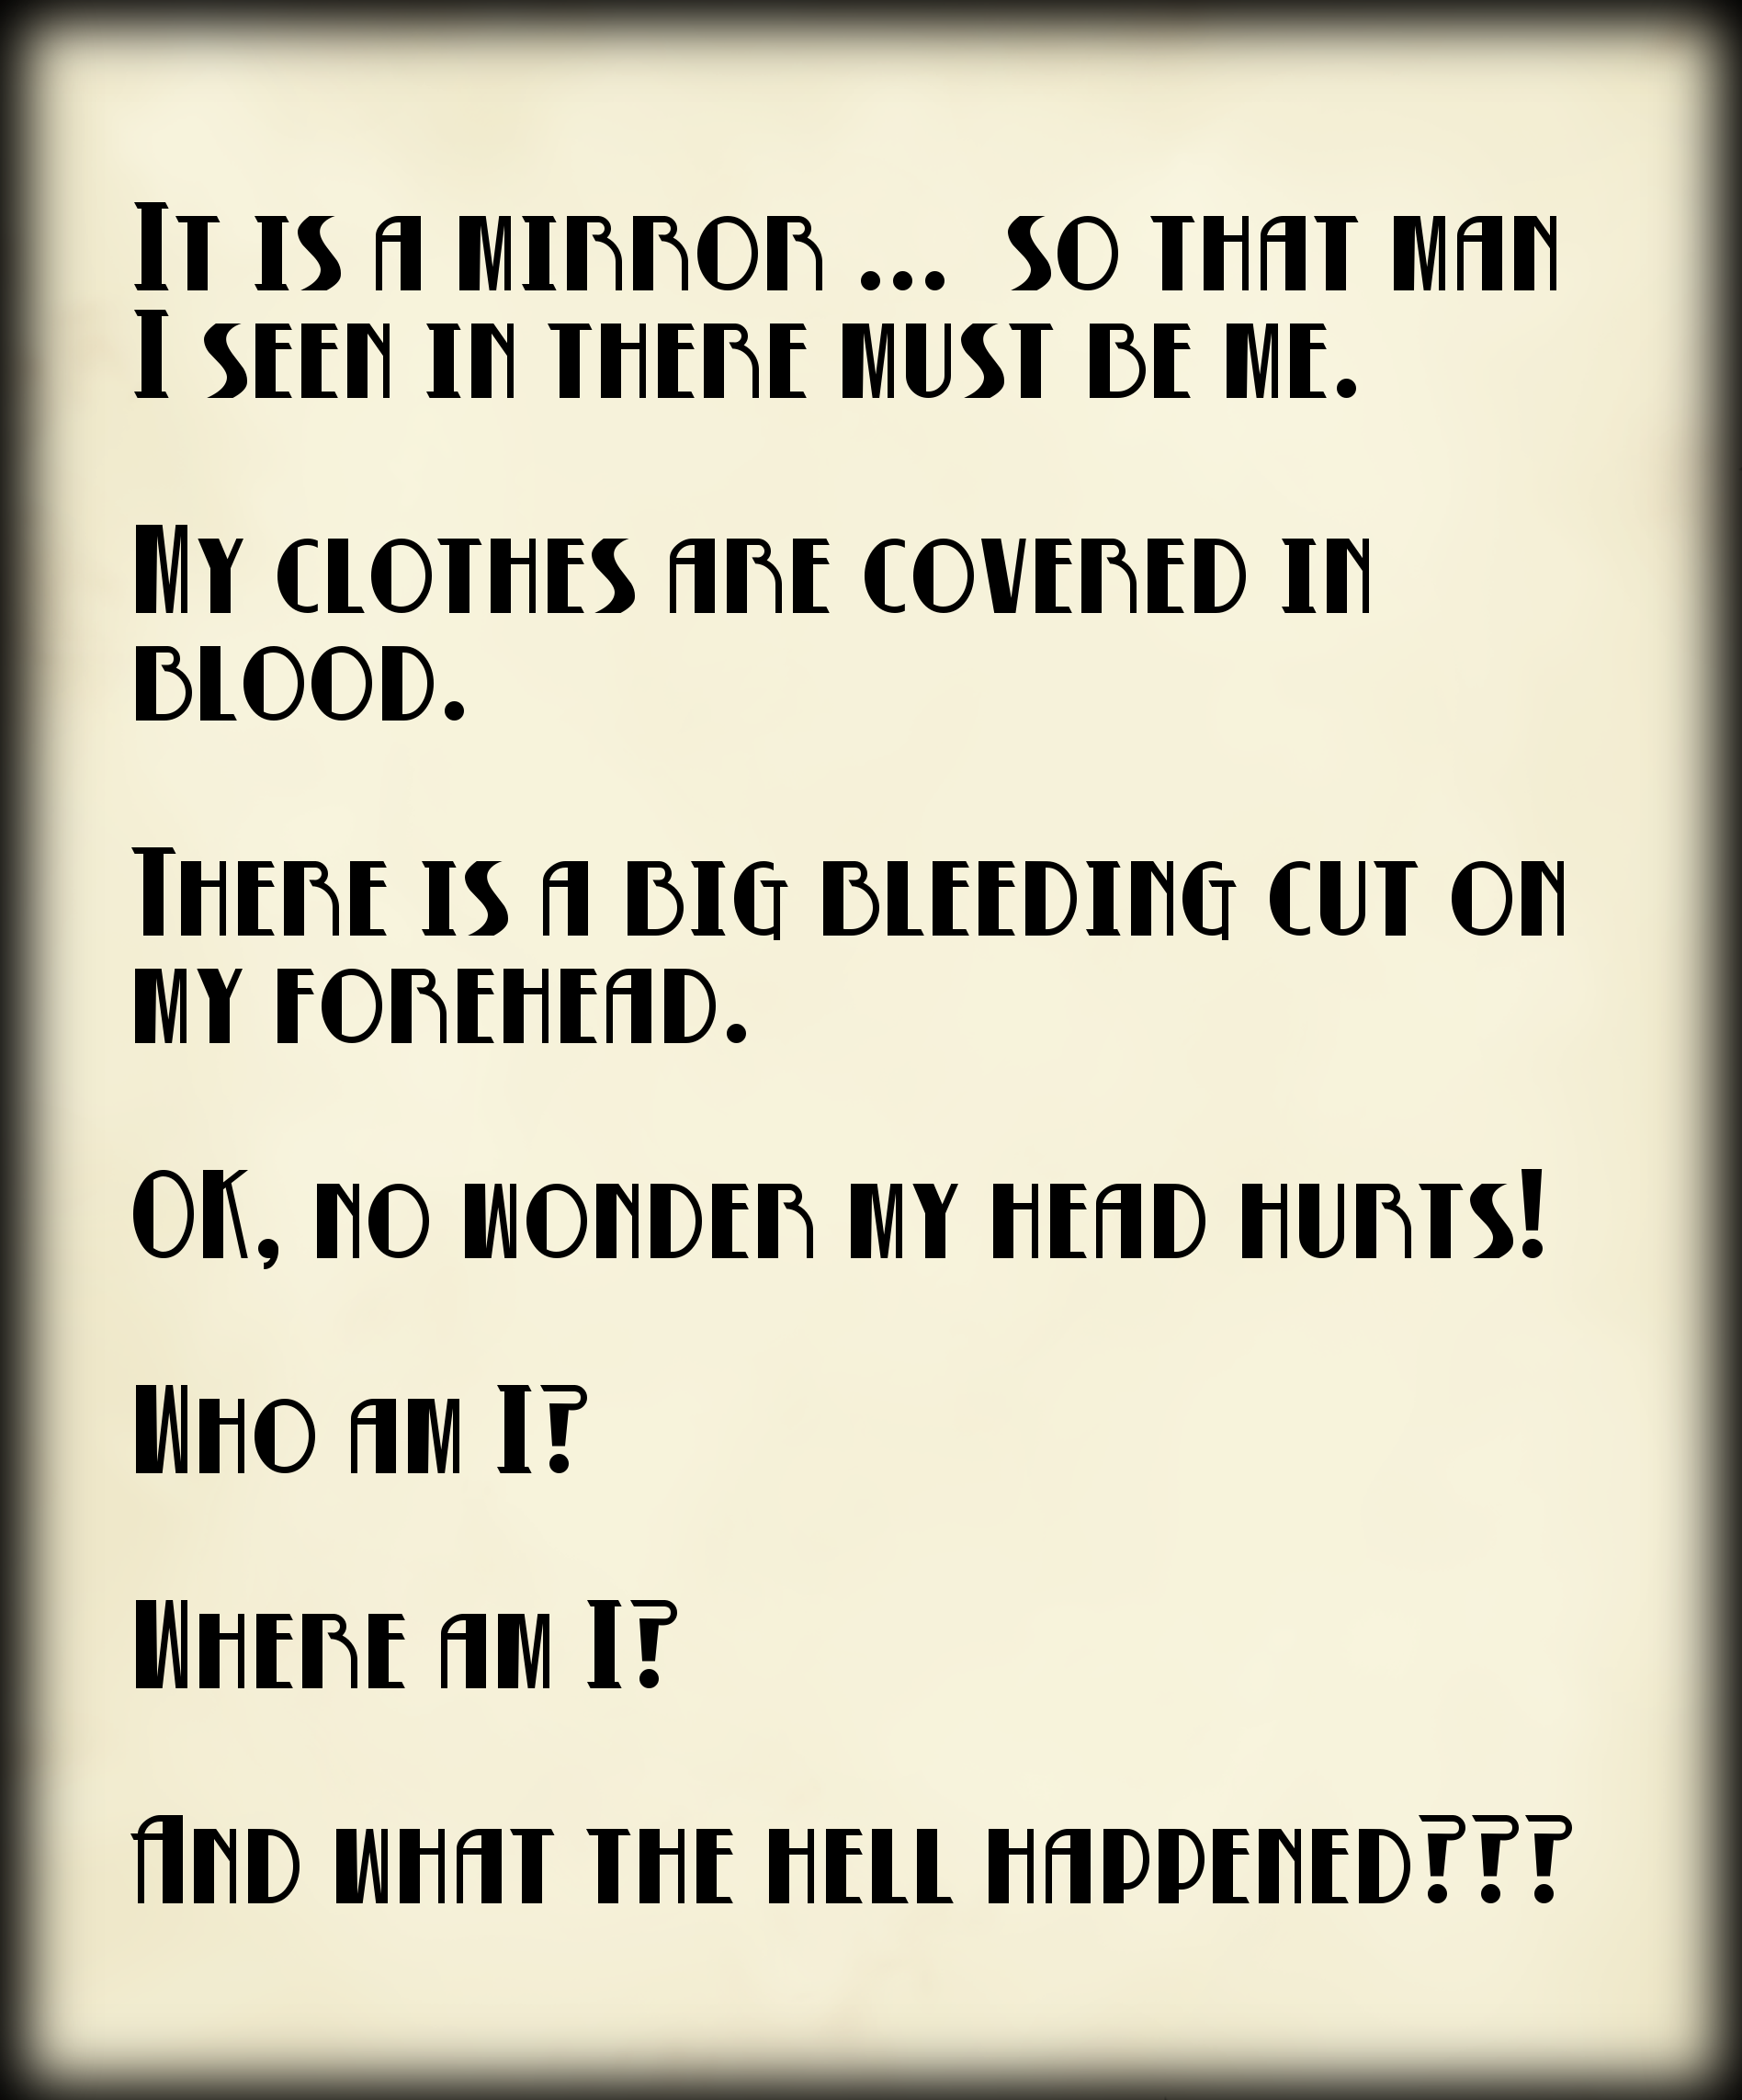 It is a mirror ...  so that man
I seen in there must be me.
My clothes are covered in
blood.
There is a big bleeding cut on
my forehead.
OK, no wonder my head hurts!
Who am I?
Where am I?
And what the hell happened???